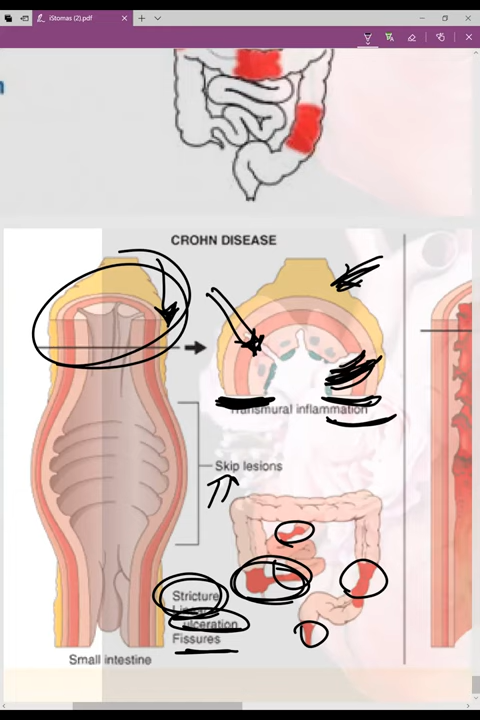 iStomas (2).pdf
CROHN DISEASE
Transmural inflammation
Skip lesions
Stricture
ulceration
Fissures
Small intestine